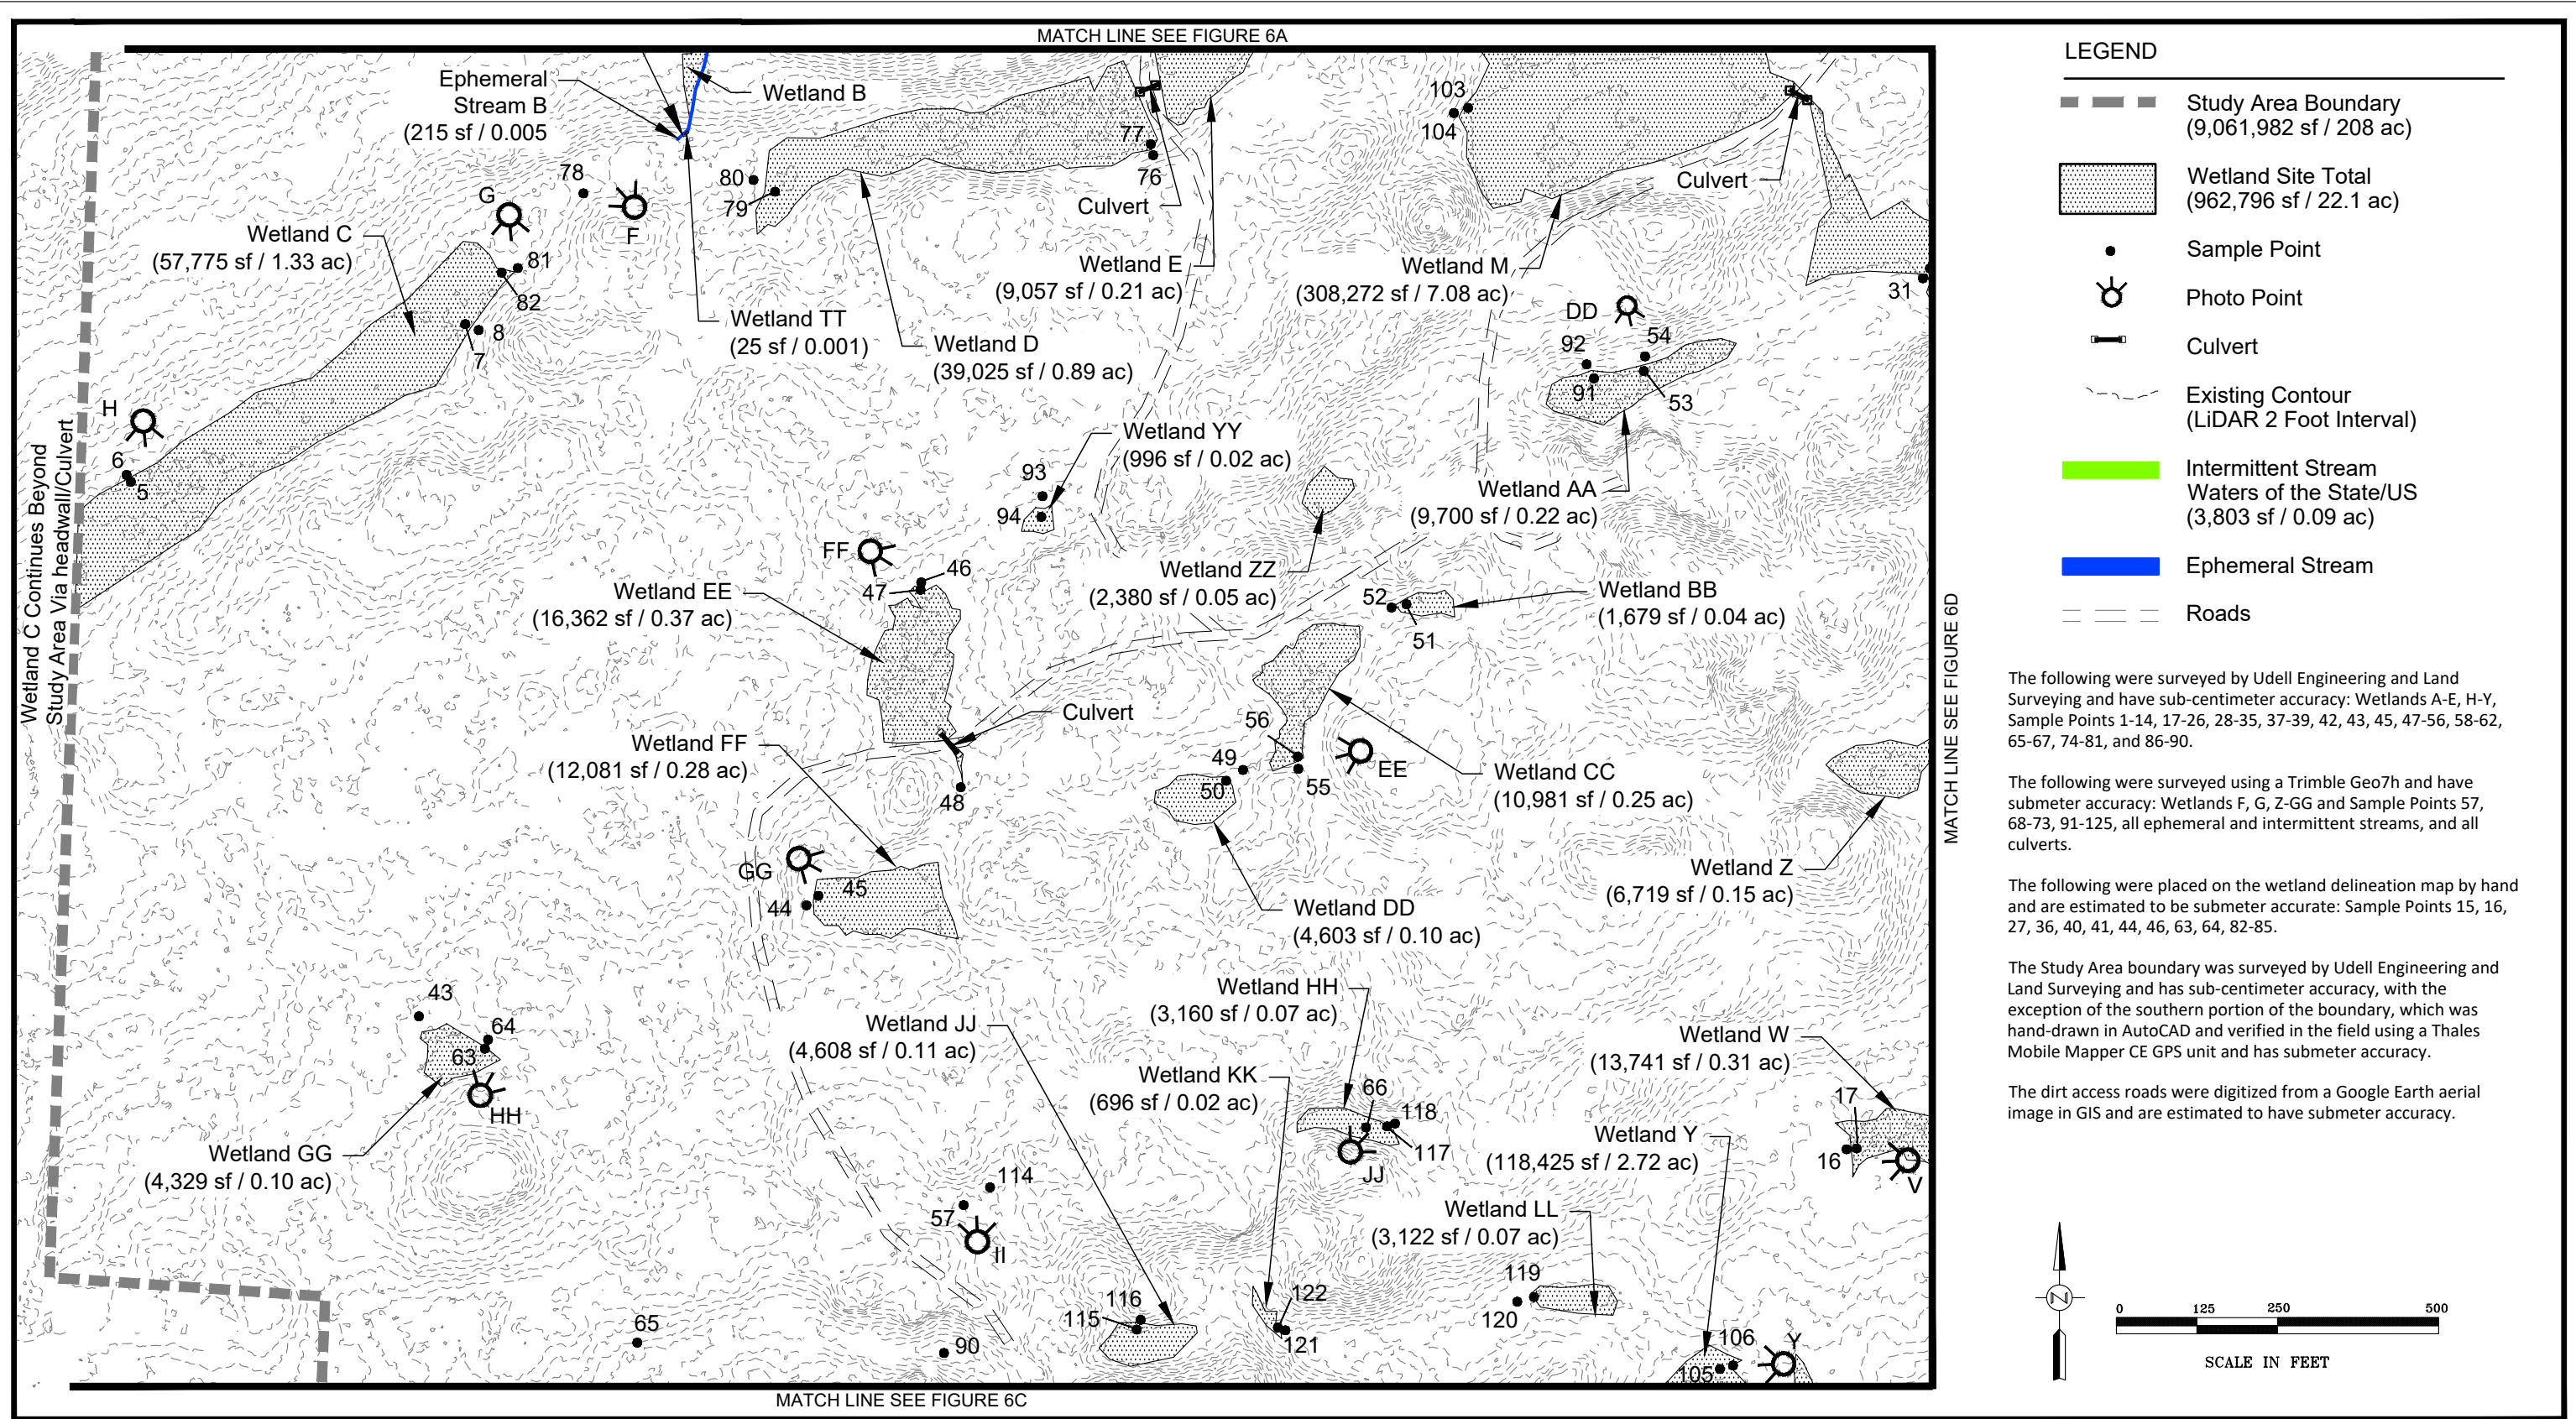 MATCH LINE SEE FIGURE 6A
Ephemeral
Stream B
(215 sf / 0.005
Wetland B
103
104
77
76
Culvert
Culvert
78
80
79
G
F
Wetland C
(57,775 sf / 1.33 ac)
81
82
8
7
Wetland E
(9,057 sf / 0.21 ac)
Wetland M
(308,272 sf / 7.08 ac)
31
Wetland TT
(25 sf / 0.001)
Wetland D
(39,025 sf / 0.89 ac)
DD
54
92
91
53
H
6
5
Wetland C Continues Beyond
Study Area Via headwall/Culvert
Wetland YY
(996 sf / 0.02 ac)
93
94
Wetland AA
(9,700 sf / 0.22 ac)
FF
46
47
Wetland ZZ
(2,380 sf / 0.05 ac)
Wetland EE
(16,362 sf / 0.37 ac)
52
51
Wetland BB
(1,679 sf / 0.04 ac)
MATCH LINE SEE FIGURE 6D
Culvert
56
49
50
55
EE
Wetland FF
(12,081 sf / 0.28 ac)
48
Wetland CC
(10,981 sf / 0.25 ac)
GG
45
44
Wetland Z
(6,719 sf / 0.15 ac)
Wetland DD
(4,603 sf / 0.10 ac)
43
64
63
HH
Wetland HH
(3,160 sf / 0.07 ac)
Wetland JJ
(4,608 sf / 0.11 ac)
Wetland W
(13,741 sf / 0.31 ac)
Wetland KK
(696 sf / 0.02 ac)
66
118
117
JJ
17
16
V
Wetland GG
(4,329 sf / 0.10 ac)
Wetland Y
(118,425 sf / 2.72 ac)
114
57
II
Wetland LL
(3,122 sf / 0.07 ac)
119
120
116
115
122
121
65
90
106
105
Y
MATCH LINE SEE FIGURE 6C
LEGEND
Study Area Boundary
(9,061,982 sf / 208 ac)
Wetland Site Total
(962,796 sf / 22.1 ac)
Sample Point
Photo Point
Culvert
Existing Contour
(LiDAR 2 Foot Interval)
Intermittent Stream
Waters of the State/US
(3,803 sf / 0.09 ac)
Ephemeral Stream
Roads
The following were surveyed by Udell Engineering and Land
Surveying and have sub-centimeter accuracy: Wetlands A-E, H-Y,
Sample Points 1-14, 17-26, 28-35, 37-39, 42, 43, 45, 47-56, 58-62,
65-67, 74-81, and 86-90.
The following were surveyed using a Trimble Geo7h and have
submeter accuracy: Wetlands F, G, Z-GG and Sample Points 57,
68-73, 91-125, all ephemeral and intermittent streams, and all
culverts.
The following were placed on the wetland delineation map by hand
and are estimated to be submeter accurate: Sample Points 15, 16,
27, 36, 40, 41, 44, 46, 63, 64, 82-85.
The Study Area boundary was surveyed by Udell Engineering and
Land Surveying and has sub-centimeter accuracy, with the
exception of the southern portion of the boundary, which was
hand-drawn in AutoCAD and verified in the field using a Thales
Mobile Mapper CE GPS unit and has submeter accuracy.
The dirt access roads were digitized from a Google Earth aerial
image in GIS and are estimated to have submeter accuracy.
N
0 125 250 500
SCALE IN FEET